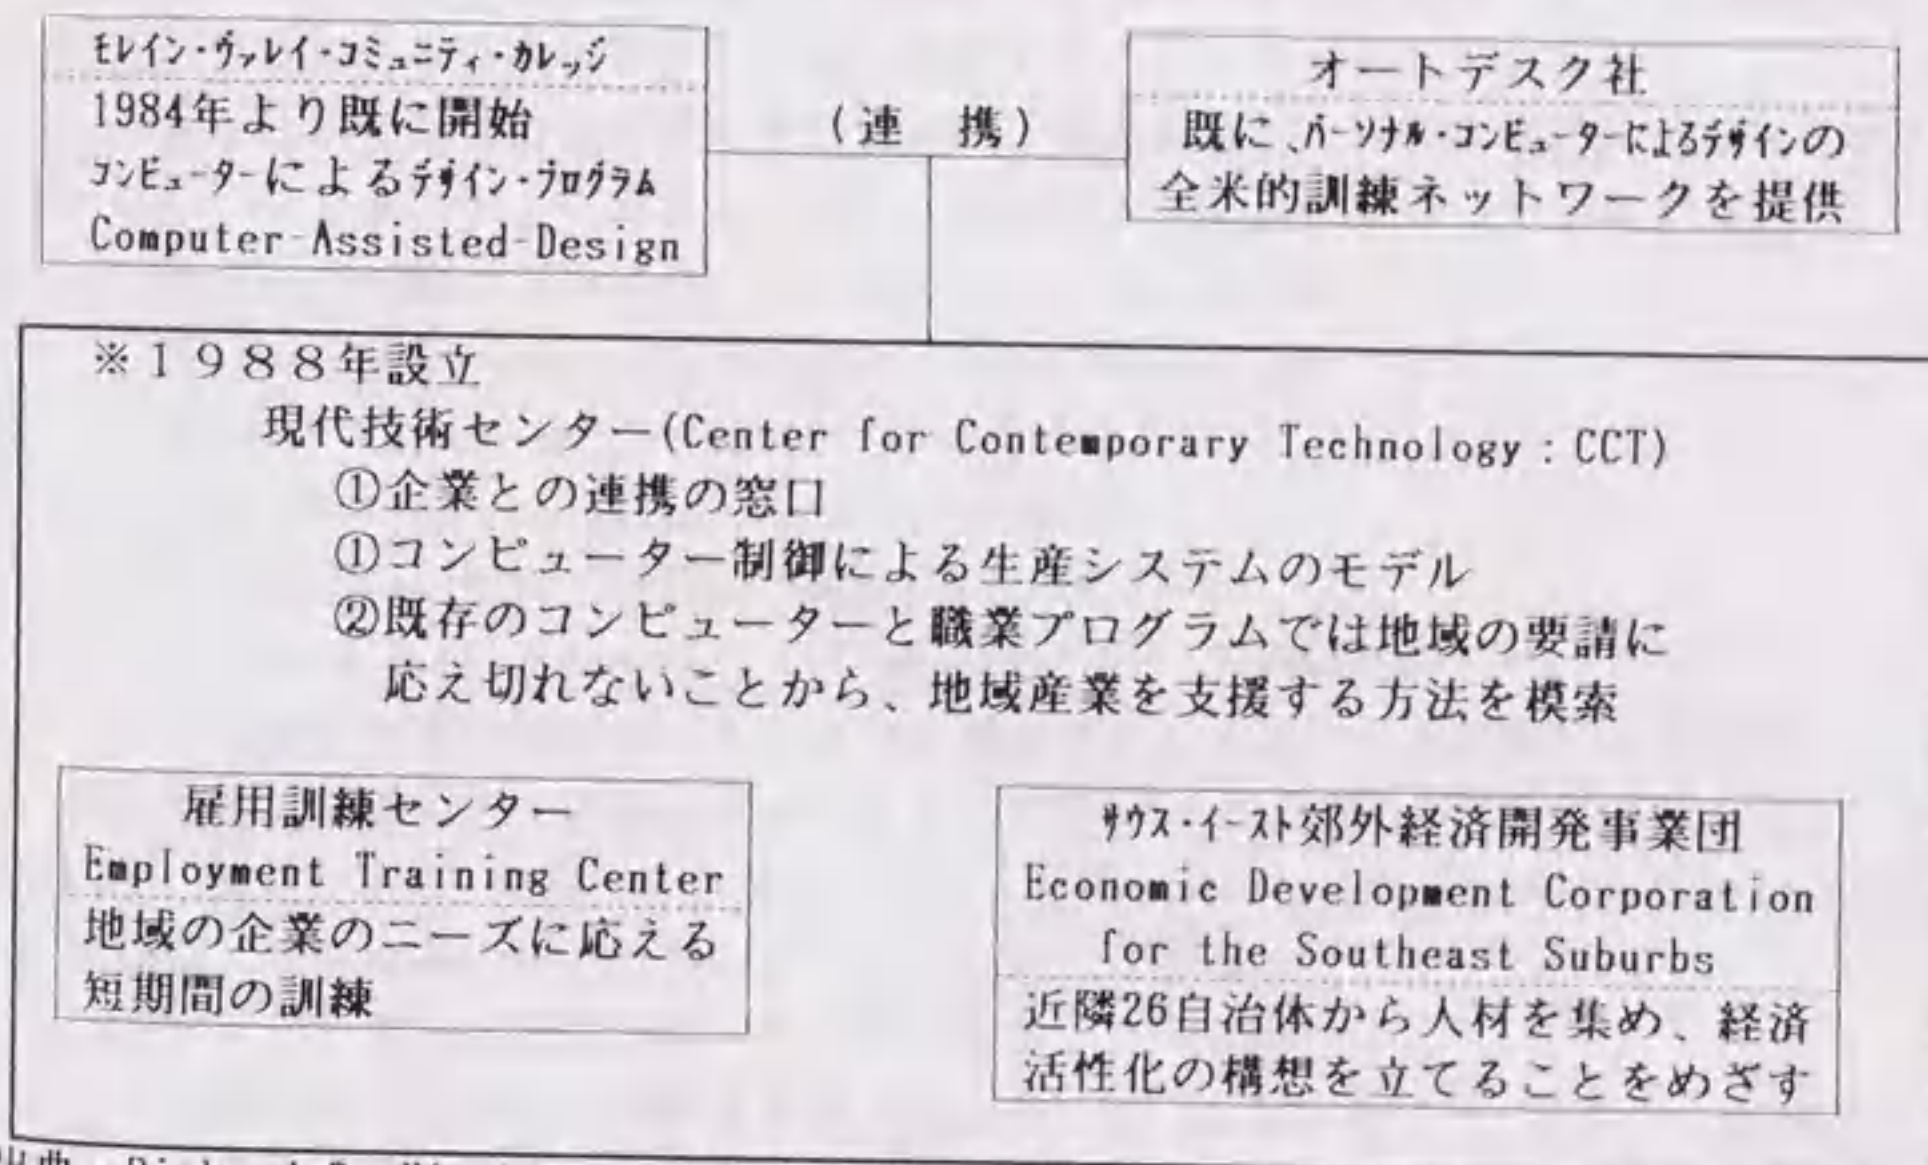 モレイン・ヴァレイ・コミュニティ・カレッジ
1984年より既に開始
コンピューターによるデザイン・プログラム
Computer-Assisted-Design
(連 携)
オートデスク社
既に、パーソナル・コンピューターによるデザインの
全米的訓練ネットワークを提供
※1988年設立
現代技術センター(Center for Contemporary Technology:CCT)
①企業との連携の窓口
①コンピューター制御による生産システムのモデル
②既存のコンピューターと職業プログラムでは地域の要請に
応え切れないことから、地域産業を支援する方法を模索
雇用訓練センター
Employment Training Center
地域の企業のニーズに応える
短期間の訓練
サウス・イースト郊外経済開発事業団
Economic Development Corporation
for the Southeast Suburbs
近隣26自治体から人材を集め、経済
活性化の構想を立てることをめざす